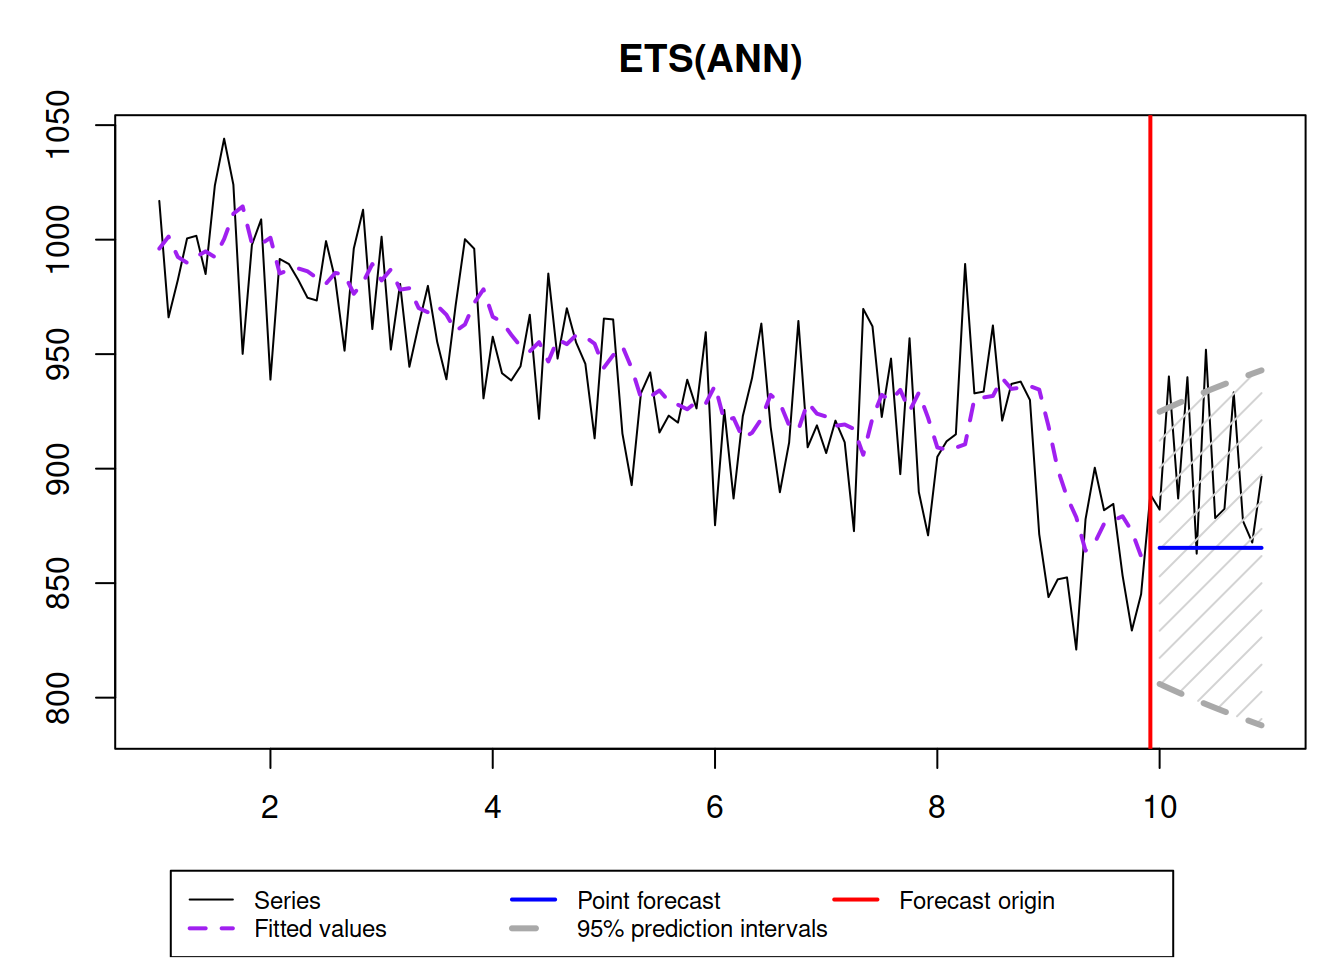 ETS(ANN)
1050
1000
950
900
850
800
2 4 6 8 10
Series Point forecast Forecast origin
Fitted values 95% prediction intervals